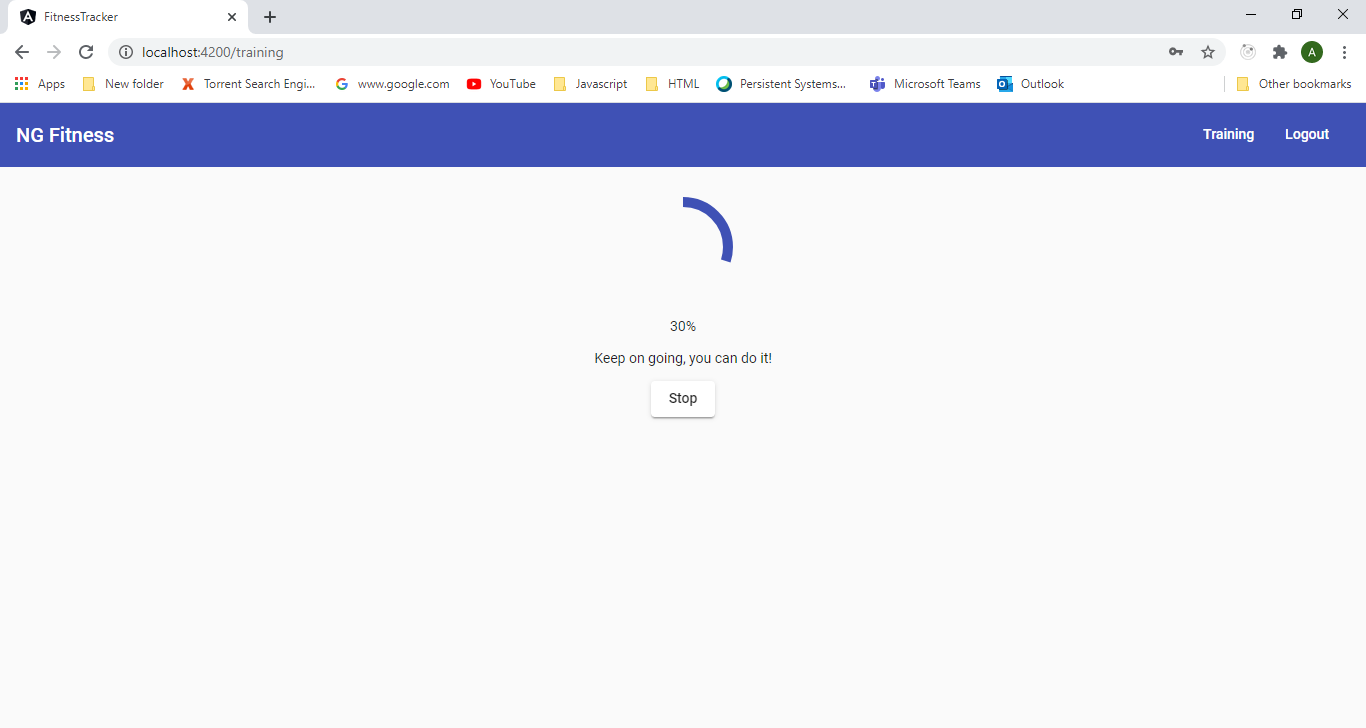 FitnessTracker
localhost:4200/training
A
Apps New folder Torrent Search Engi... www.google.com YouTube Javascript HTML Persistent Systems... Microsoft Teams Outlook Other bookmarks
NG Fitness Training Logout
30%
Keep on going, you can do it!
Stop